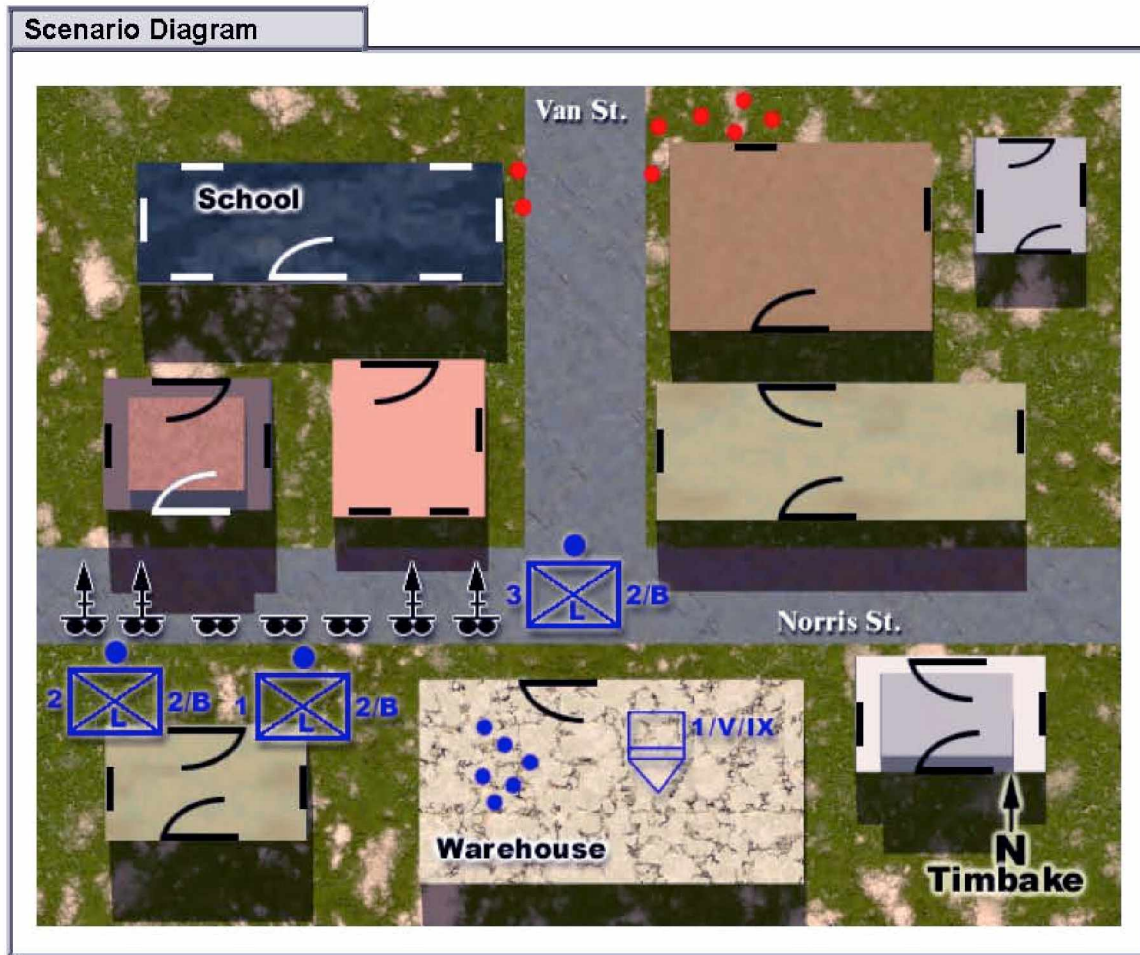 Scenario Diagram
Van St.
School
3 L 2/B
Norris St.
2 L 2/B 1 L 2/B
1/V/IX
Warehouse
N
Timbake